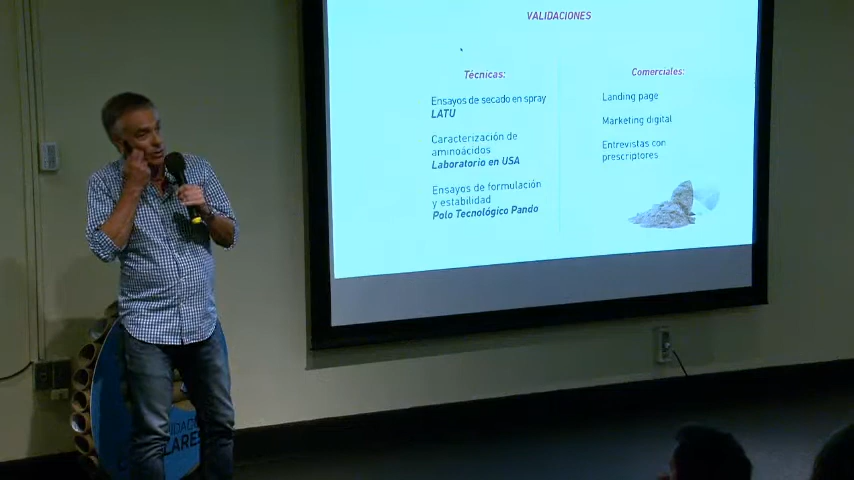 VALIDACIONES
Técnicas:
Ensayos de secado en spray
LATU
Caracterización de
aminoácidos
Laboratorio en USA
Ensayos de formulación
y estabilidad
Polo Tecnológico Pando
Comerciales:
Landing page
Marketing digital
Entrevistas con
prescriptores